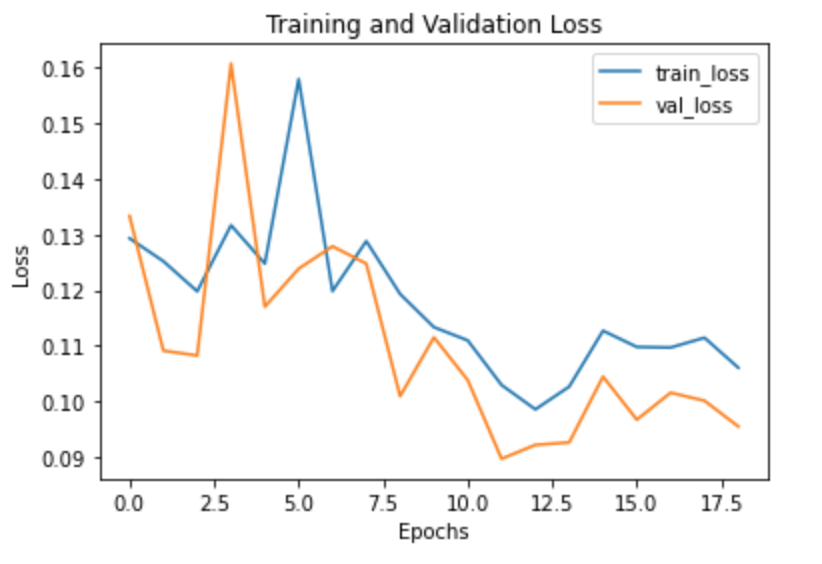 Training and Validation Loss
0.16
0.15
0.14
0.13
0.12
0.11
0.10
0.09
Loss
train_loss
val_loss
0.0 2.5 5.0 7.5 10.0 12.5 15.0 17.5
Epochs